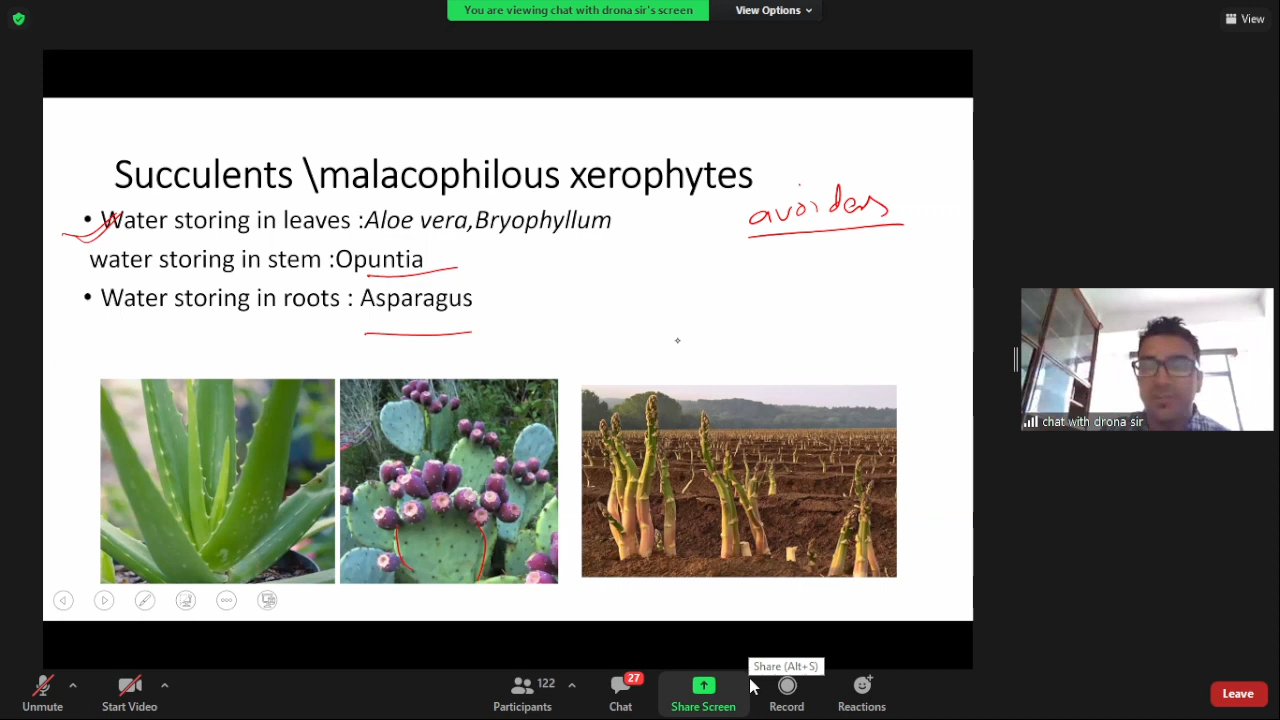 You are viewing chat with drona sir's screen
View Options
View
Succulents \malacophilous xerophytes
avoiders
• Water storing in leaves :Aloe vera,Bryophyllum
water storing in stem :Opuntia
• Water storing in roots : Asparagus
chat with drona sir
Share (Alt+S)
Unmute
Start Video
122
Participants
27
Chat
Share Screen
Record
Reactions
Leave